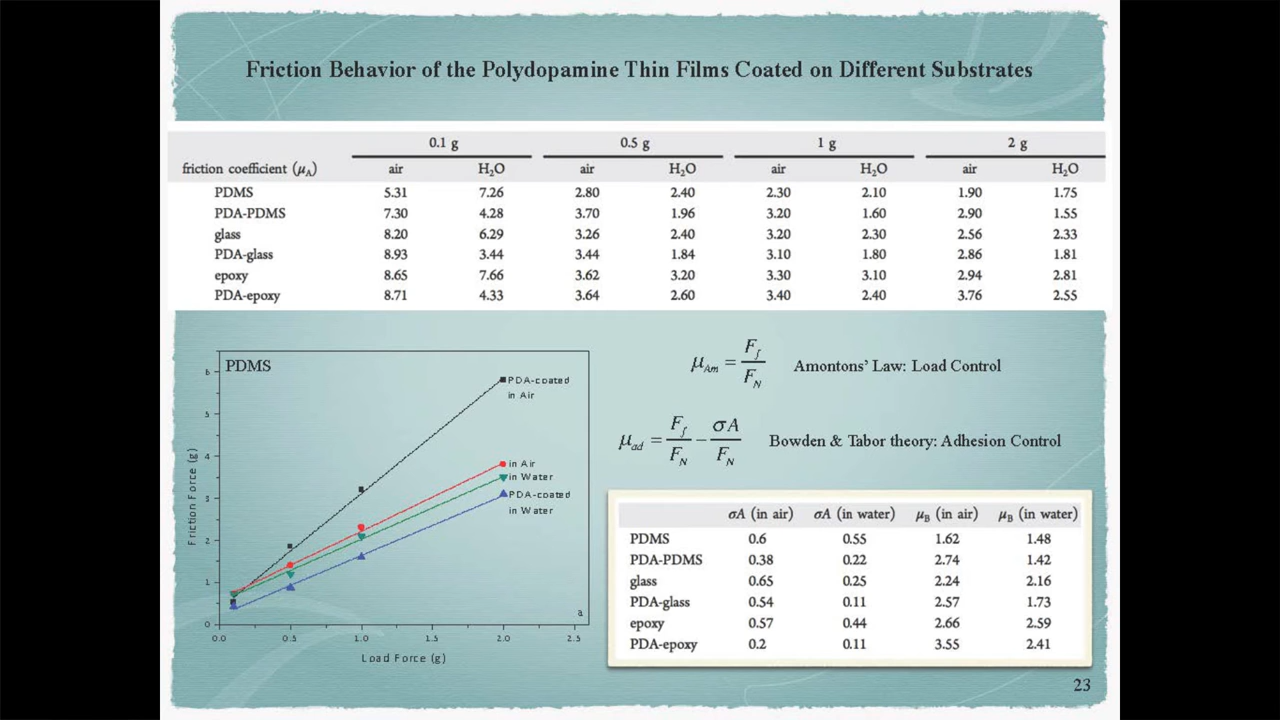 Friction Behavior of the Polydopamine Thin Films Coated on Different Substrates
0.1 g 0.5 g 1 g 2 g
friction coefficient (μA) air H2O air H2O air H2O air H2O
PDMS 5.31 7.26 2.80 2.40 2.30 2.10 1.90 1.75
PDA-PDMS 7.30 4.28 3.70 1.96 3.20 1.60 2.90 1.55
glass 8.20 6.29 3.26 2.40 3.20 2.30 2.56 2.33
PDA-glass 8.93 3.44 3.44 1.84 3.10 1.80 2.86 1.81
epoxy 8.65 7.66 3.62 3.20 3.30 3.10 2.94 2.81
PDA-epoxy 8.71 4.33 3.64 2.60 3.40 2.40 3.76 2.55
PDMS
6
5
4
3
2
1
0
Friction Force (g)
PDA-coated
in Air
in Air
in Water
PDA-coated
in Water
a
0.0 0.5 1.0 1.5 2.0 2.5
Load Force (g)
μAm = Ff / FN Amontons' Law: Load Control
μad = Ff / FN − σA / FN Bowden & Tabor theory: Adhesion Control
σA (in air) σA (in water) μB (in air) μB (in water)
PDMS 0.6 0.55 1.62 1.48
PDA-PDMS 0.38 0.22 2.74 1.42
glass 0.65 0.25 2.24 2.16
PDA-glass 0.54 0.11 2.57 1.73
epoxy 0.57 0.44 2.66 2.59
PDA-epoxy 0.2 0.11 3.55 2.41
23